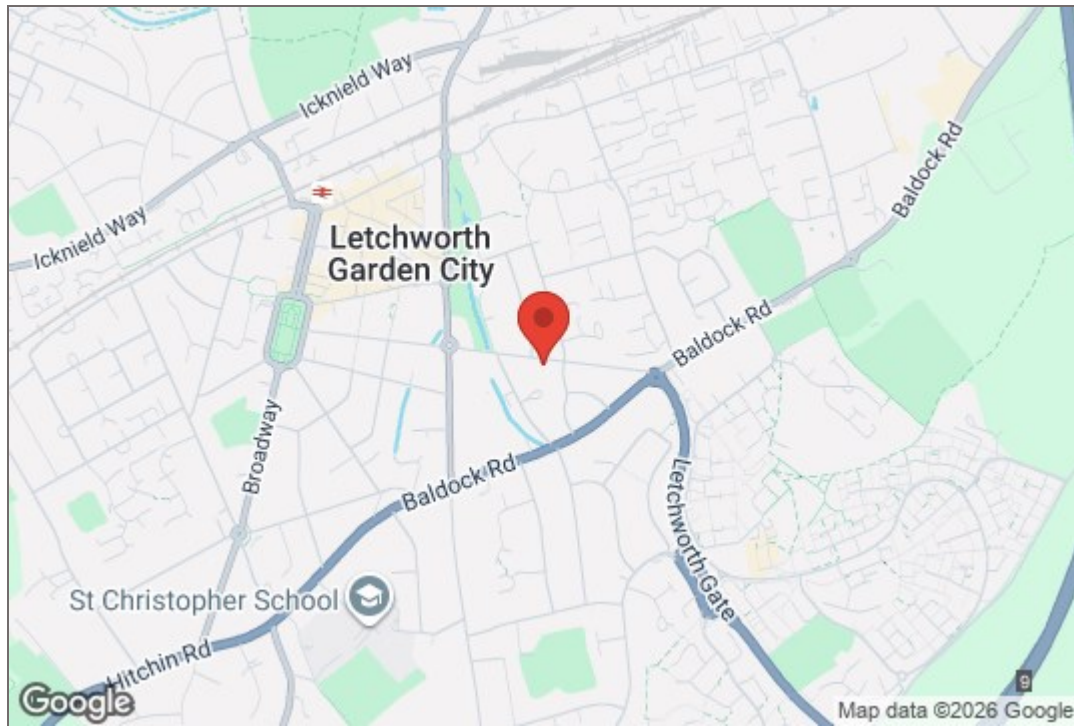 Icknield Way
Icknield Way
Letchworth
Garden City
Baldock Rd
Baldock Rd
Baldock Rd
Broadway
Letchworth Gate
St Christopher School
Hitchin Rd
9
Google
Map data ©2026 Google